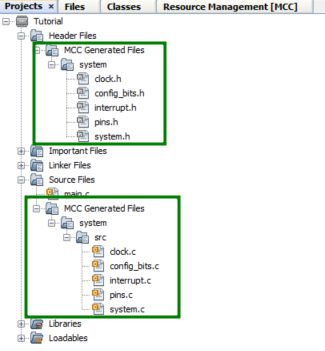 Projects × Files Classes Resource Management [MCC]
Tutorial
Header Files
MCC Generated Files
system
clock.h
config_bits.h
interrupt.h
pins.h
system.h
Important Files
Linker Files
Source Files
main.c
MCC Generated Files
system
src
clock.c
config_bits.c
interrupt.c
pins.c
system.c
Libraries
Loadables